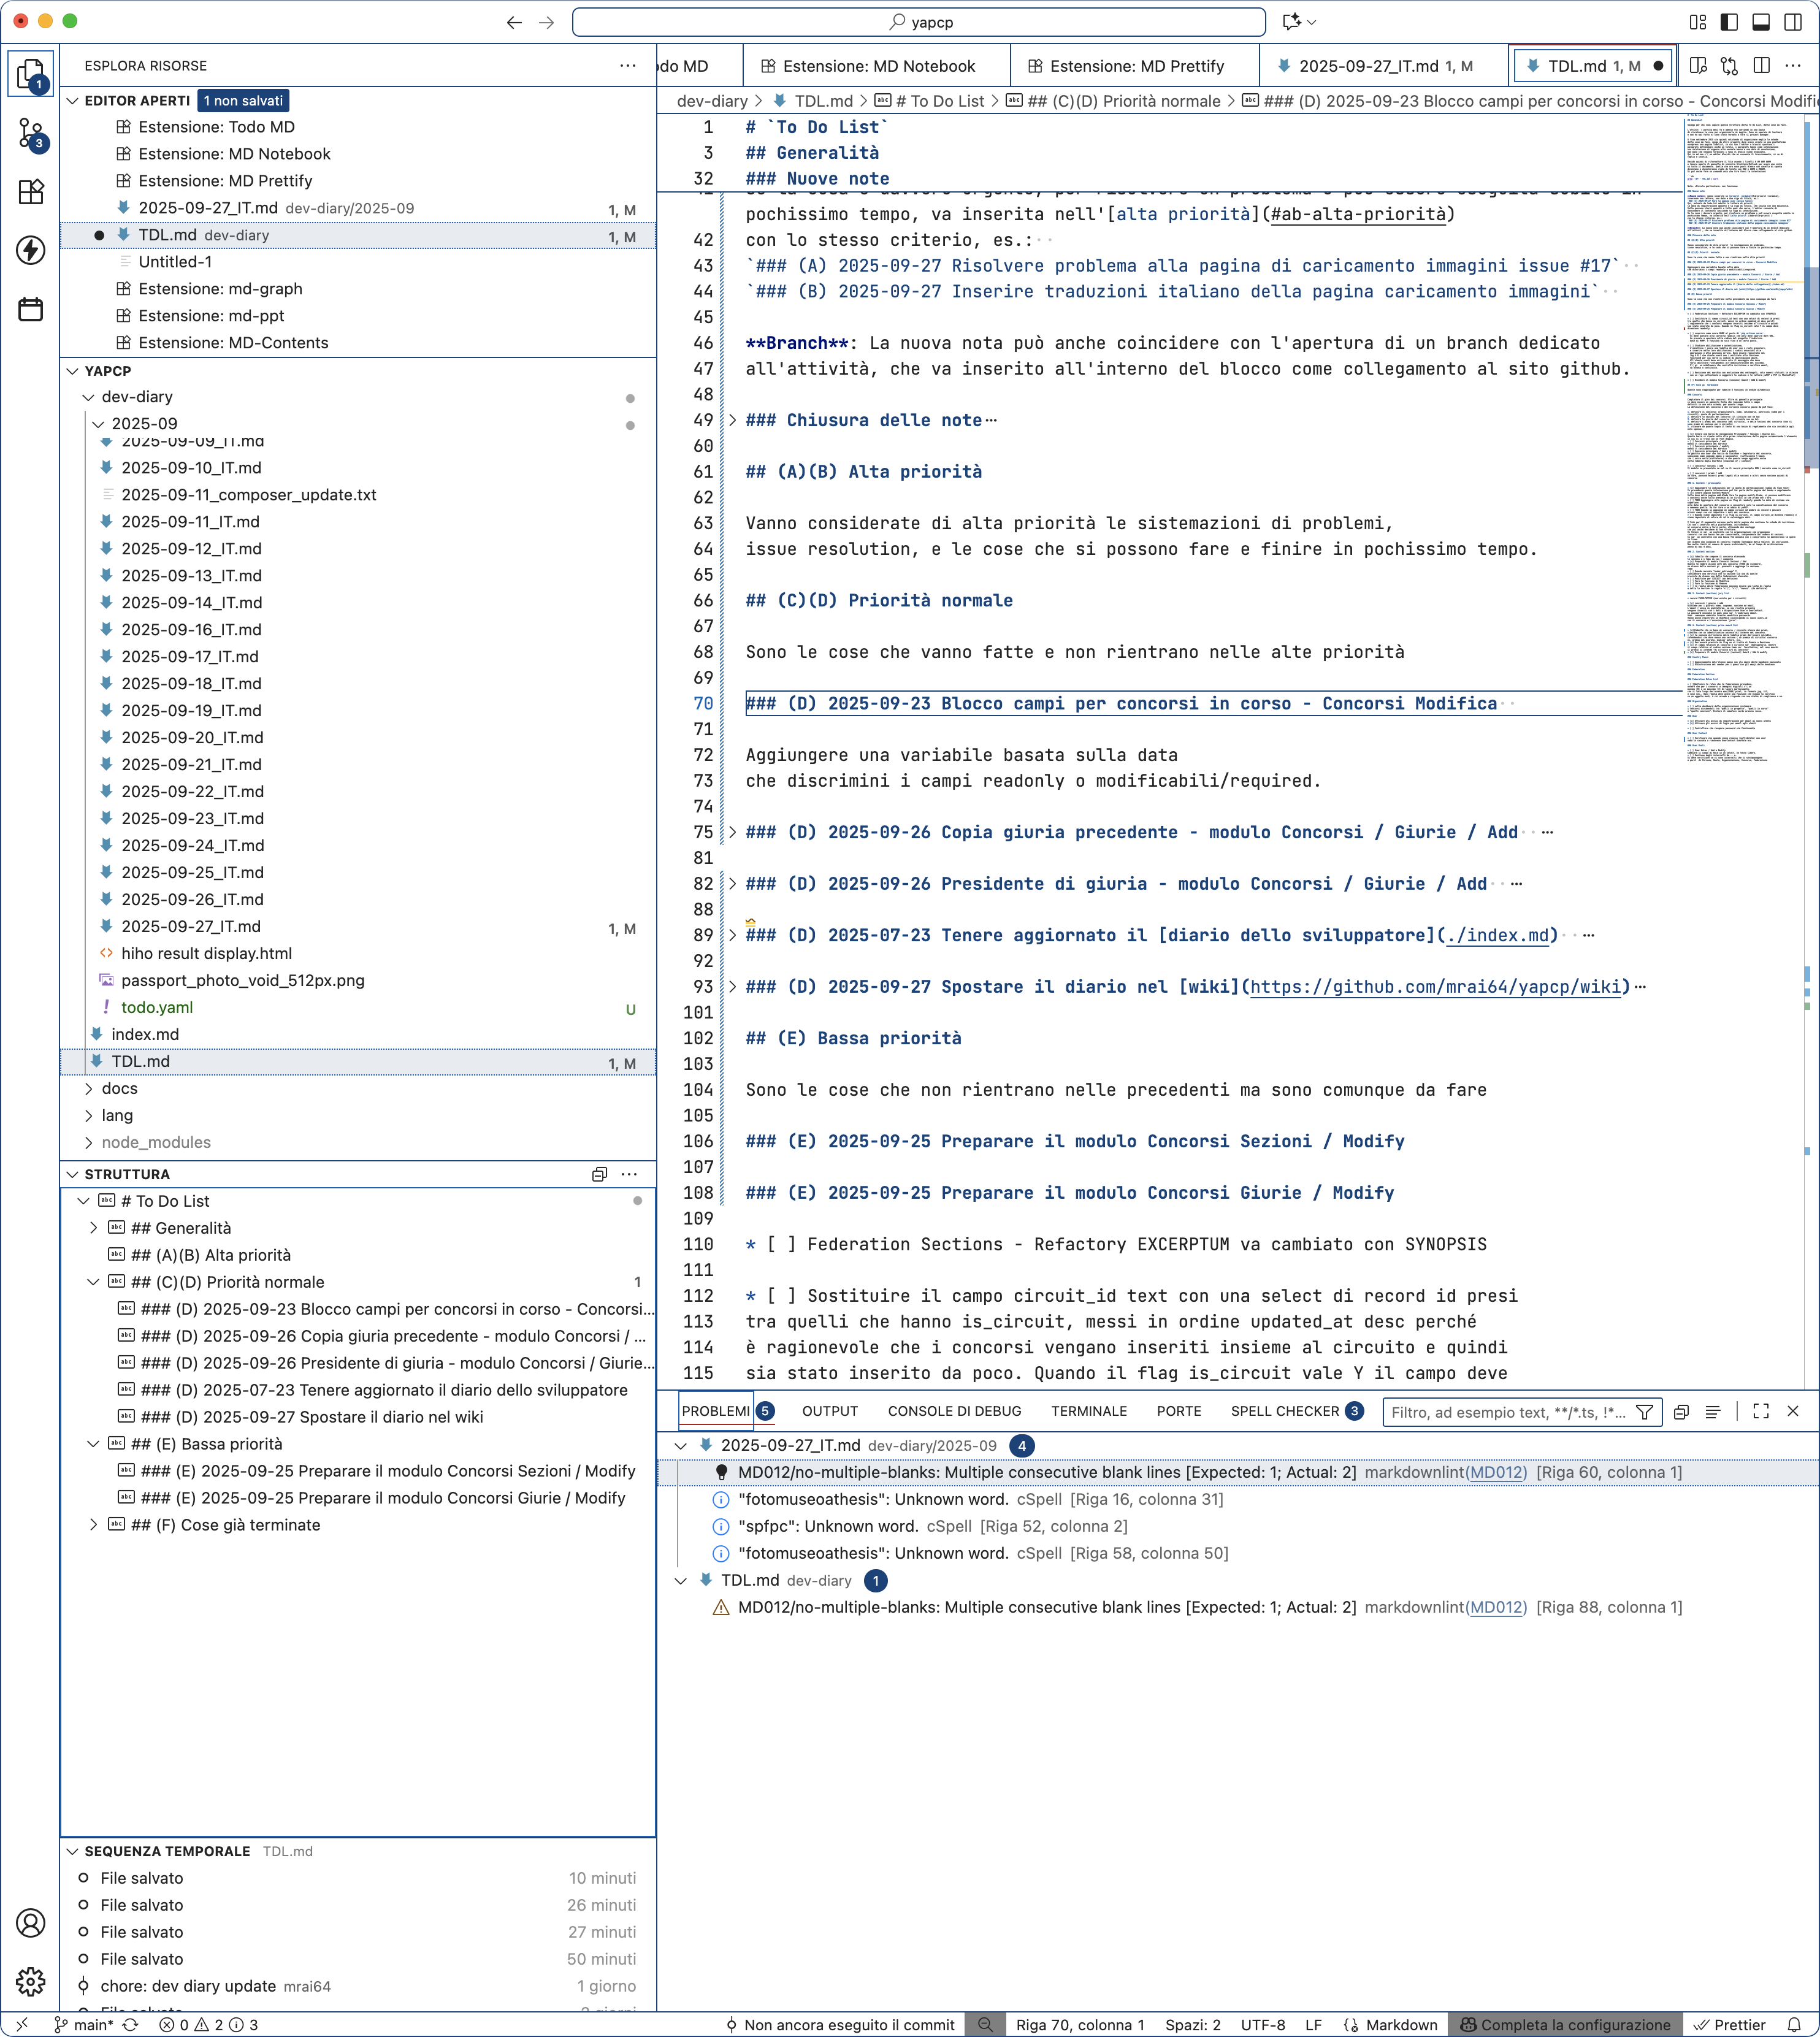 yapcp
ESPLORA RISORSE
EDITOR APERTI 1 non salvati
Estensione: Todo MD
Estensione: MD Notebook
Estensione: MD Prettify
2025-09-27_IT.md dev-diary/2025-09 1, M
TDL.md dev-diary 1, M
Untitled-1
Estensione: md-graph
Estensione: md-ppt
Estensione: MD-Contents
YAPCP
dev-diary
2025-09
2025-09-09_IT.md
2025-09-10_IT.md
2025-09-11_composer_update.txt
2025-09-11_IT.md
2025-09-12_IT.md
2025-09-13_IT.md
2025-09-14_IT.md
2025-09-16_IT.md
2025-09-17_IT.md
2025-09-18_IT.md
2025-09-19_IT.md
2025-09-20_IT.md
2025-09-21_IT.md
2025-09-22_IT.md
2025-09-23_IT.md
2025-09-24_IT.md
2025-09-25_IT.md
2025-09-26_IT.md
2025-09-27_IT.md 1, M
hiho result display.html
passport_photo_void_512px.png
todo.yaml U
index.md
TDL.md 1, M
docs
lang
node_modules
STRUTTURA
# To Do List
## Generalità
## (A)(B) Alta priorità
## (C)(D) Priorità normale 1
### (D) 2025-09-23 Blocco campi per concorsi in corso - Concorsi...
### (D) 2025-09-26 Copia giuria precedente - modulo Concorsi / ...
### (D) 2025-09-26 Presidente di giuria - modulo Concorsi / Giurie...
### (D) 2025-07-23 Tenere aggiornato il diario dello sviluppatore
### (D) 2025-09-27 Spostare il diario nel wiki
## (E) Bassa priorità
### (E) 2025-09-25 Preparare il modulo Concorsi Sezioni / Modify
### (E) 2025-09-25 Preparare il modulo Concorsi Giurie / Modify
## (F) Cose già terminate
SEQUENZA TEMPORALE TDL.md
File salvato 10 minuti
File salvato 26 minuti
File salvato 27 minuti
File salvato 50 minuti
chore: dev diary update mrai64 1 giorno
do MD
Estensione: MD Notebook
Estensione: MD Prettify
2025-09-27_IT.md 1, M
TDL.md 1, M
dev-diary > TDL.md > # To Do List > ## (C)(D) Priorità normale > ### (D) 2025-09-23 Blocco campi per concorsi in corso - Concorsi Modifi
1 # `To Do List`
3 ## Generalità
32 ### Nuove note
pochissimo tempo, va inserita nell'[alta priorità](#ab-alta-priorità)
42 con lo stesso criterio, es.:
43 `### (A) 2025-09-27 Risolvere problema alla pagina di caricamento immagini issue #17`
44 `### (B) 2025-09-27 Inserire traduzioni italiano della pagina caricamento immagini`
45
46 **Branch**: La nuova nota può anche coincidere con l'apertura di un branch dedicato
47 all'attività, che va inserito all'interno del blocco come collegamento al sito github.
48
49 ### Chiusura delle note…
60
61 ## (A)(B) Alta priorità
62
63 Vanno considerate di alta priorità le sistemazioni di problemi,
64 issue resolution, e le cose che si possono fare e finire in pochissimo tempo.
65
66 ## (C)(D) Priorità normale
67
68 Sono le cose che vanno fatte e non rientrano nelle alte priorità
69
70 ### (D) 2025-09-23 Blocco campi per concorsi in corso - Concorsi Modifica
71
72 Aggiungere una variabile basata sulla data
73 che discrimini i campi readonly o modificabili/required.
74
75 ### (D) 2025-09-26 Copia giuria precedente - modulo Concorsi / Giurie / Add …
81
82 ### (D) 2025-09-26 Presidente di giuria - modulo Concorsi / Giurie / Add …
88
89 ### (D) 2025-07-23 Tenere aggiornato il [diario dello sviluppatore](./index.md) …
92
93 ### (D) 2025-09-27 Spostare il diario nel [wiki](https://github.com/mrai64/yapcp/wiki)…
101
102 ## (E) Bassa priorità
103
104 Sono le cose che non rientrano nelle precedenti ma sono comunque da fare
105
106 ### (E) 2025-09-25 Preparare il modulo Concorsi Sezioni / Modify
107
108 ### (E) 2025-09-25 Preparare il modulo Concorsi Giurie / Modify
109
110 * [ ] Federation Sections - Refactory EXCERPTUM va cambiato con SYNOPSIS
111
112 * [ ] Sostituire il campo circuit_id text con una select di record id presi
113 tra quelli che hanno is_circuit, messi in ordine updated_at desc perché
114 è ragionevole che i concorsi vengano inseriti insieme al circuito e quindi
115 sia stato inserito da poco. Quando il flag is_circuit vale Y il campo deve
PROBLEMI 5 OUTPUT CONSOLE DI DEBUG TERMINALE PORTE SPELL CHECKER 3 Filtro, ad esempio text, **/*.ts, !*...
2025-09-27_IT.md dev-diary/2025-09 4
MD012/no-multiple-blanks: Multiple consecutive blank lines [Expected: 1; Actual: 2] markdownlint(MD012) [Riga 60, colonna 1]
"fotomuseoathesis": Unknown word. cSpell [Riga 16, colonna 31]
"spfpc": Unknown word. cSpell [Riga 52, colonna 2]
"fotomuseoathesis": Unknown word. cSpell [Riga 58, colonna 50]
TDL.md dev-diary 1
MD012/no-multiple-blanks: Multiple consecutive blank lines [Expected: 1; Actual: 2] markdownlint(MD012) [Riga 88, colonna 1]
main* 0 2 3 Non ancora eseguito il commit Riga 70, colonna 1 Spazi: 2 UTF-8 LF Markdown Completa la configurazione Prettier